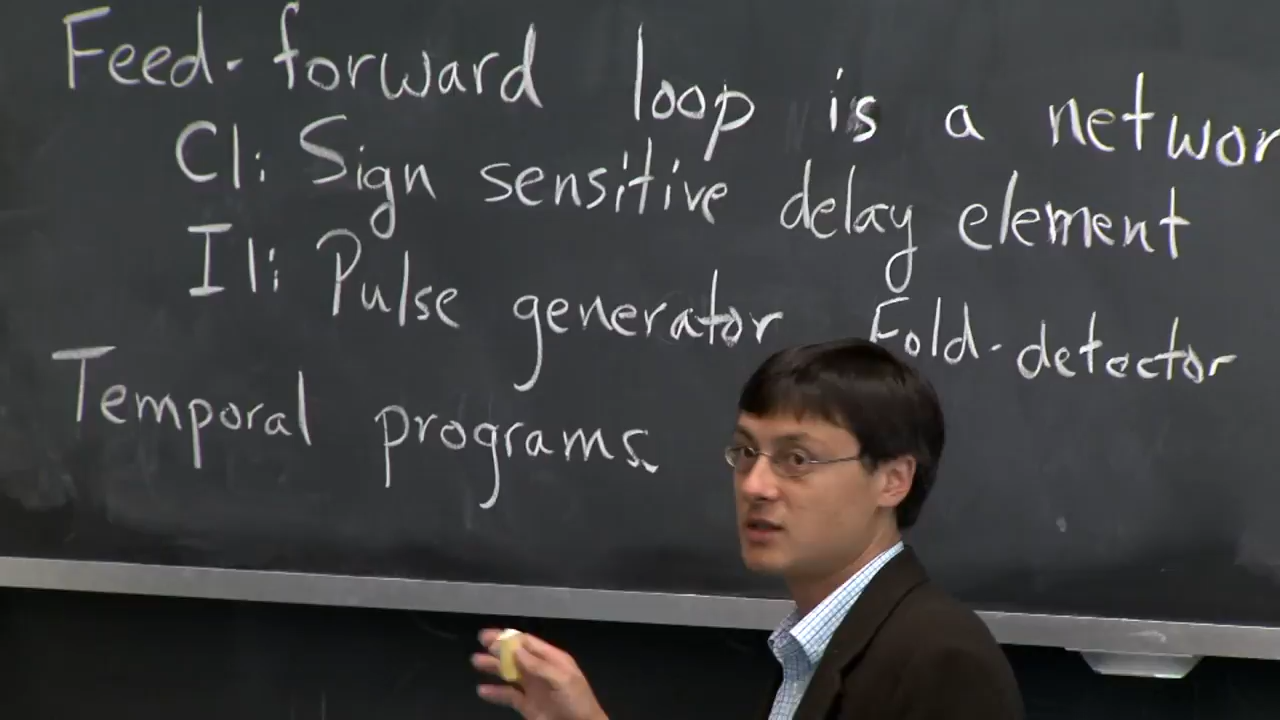 Feed-forward loop is a networ
C1: Sign sensitive delay element
I1: Pulse generator Fold-detector
Temporal programs